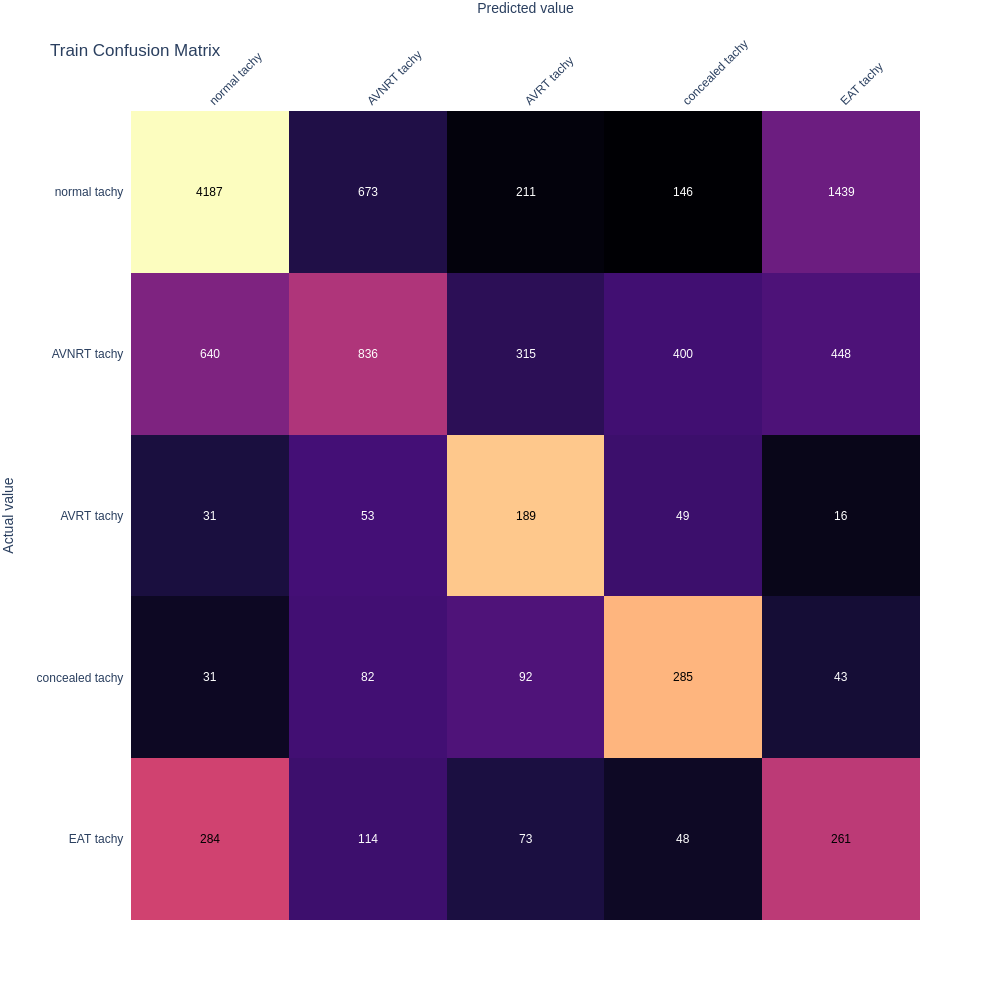 Predicted value
Train Confusion Matrix
normal tachy AVNRT tachy AVRT tachy concealed tachy EAT tachy
normal tachy 4187 673 211 146 1439
AVNRT tachy 640 836 315 400 448
Actual value
AVRT tachy 31 53 189 49 16
concealed tachy 31 82 92 285 43
EAT tachy 284 114 73 48 261